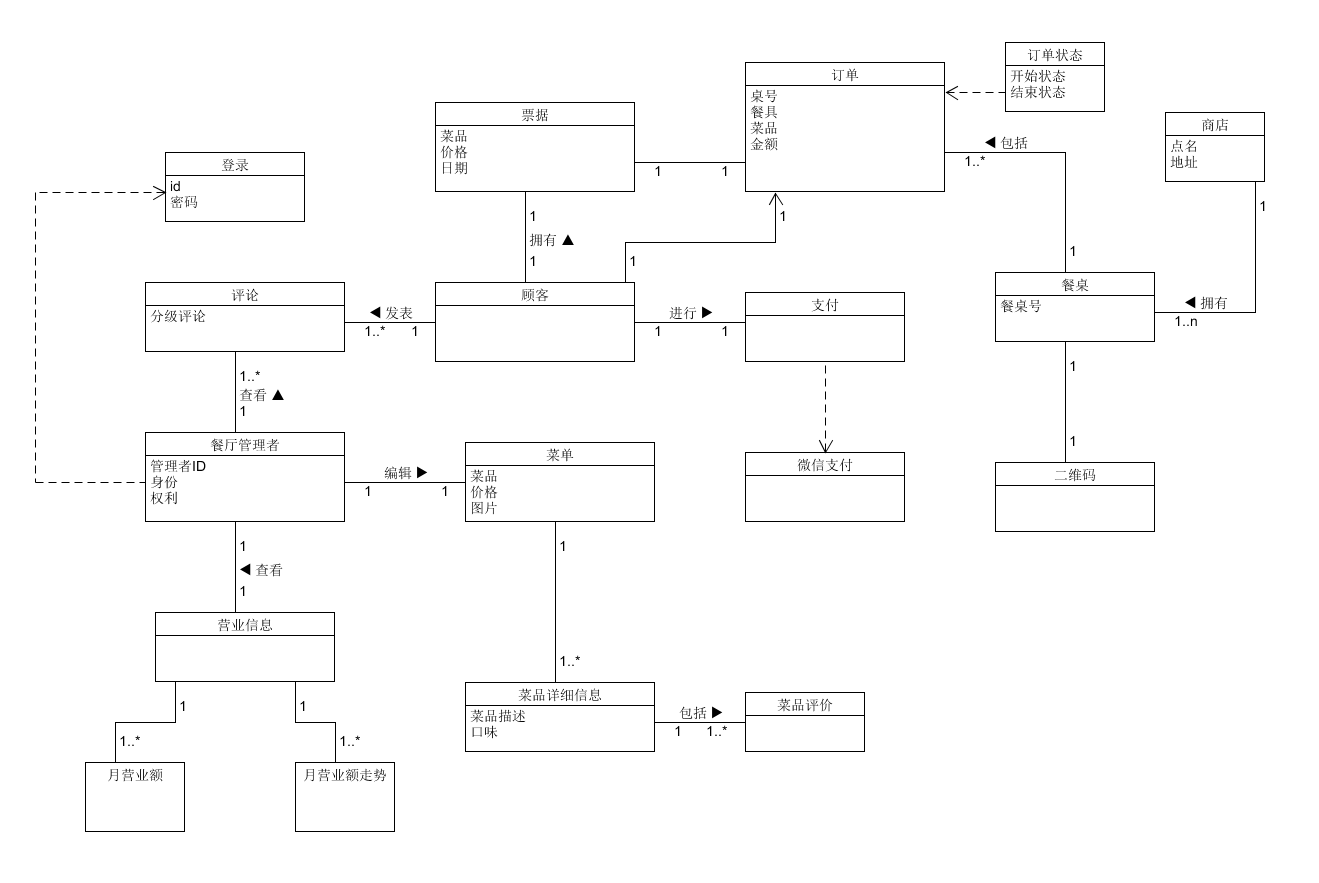 订单状态
开始状态
结束状态
订单
桌号
餐具
菜品
金额
票据
菜品
价格
日期
商店
点名
地址
登录
id
密码
◀ 包括
1..*
1
1
1
1
1
拥有 ▲
1
1
1
1
评论
分级评论
顾客
支付
餐桌
餐桌号
◀ 拥有
1..n
◀ 发表
1..*
1
进行 ▶
1
1
1..*
查看 ▲
1
1
1
餐厅管理者
管理者ID
身份
权利
编辑 ▶
1
1
菜单
菜品
价格
图片
微信支付
二维码
1
◀ 查看
1
1
1..*
营业信息
1
1
1..*
1..*
菜品详细信息
菜品描述
口味
包括 ▶
1
1..*
菜品评价
月营业额
月营业额走势